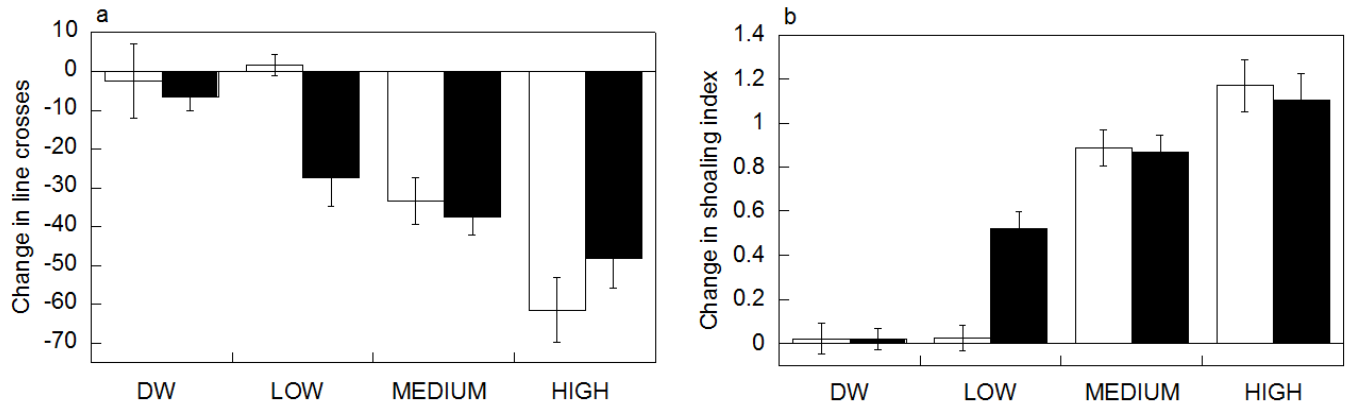 a
Change in line crosses
10
0
-10
-20
-30
-40
-50
-60
-70
DW LOW MEDIUM HIGH
b
Change in shoaling index
1.4
1.2
1
0.8
0.6
0.4
0.2
0
DW LOW MEDIUM HIGH